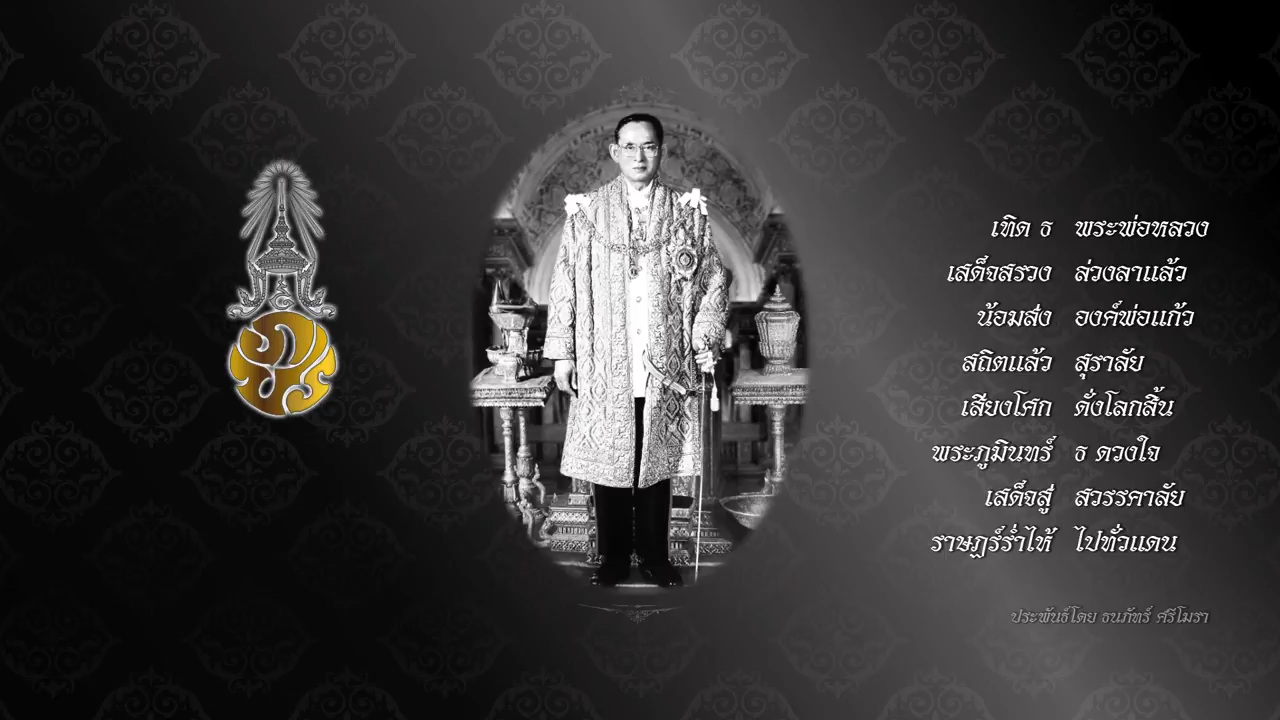 เทิด ธ พระพ่อหลวง
เสด็จสรวง ล่วงลาแล้ว
น้อมส่ง องค์พ่อแก้ว
สถิตแล้ว สุราลัย
เสียงโศก ดั่งโลกสิ้น
พระภูมินทร์ ธ ดวงใจ
เสด็จสู่ สวรรคาลัย
ราษฎร์ร่ำไห้ ไปทั่วแดน
ประพันธ์โดย ธนภัทร์ ศรีโมรา